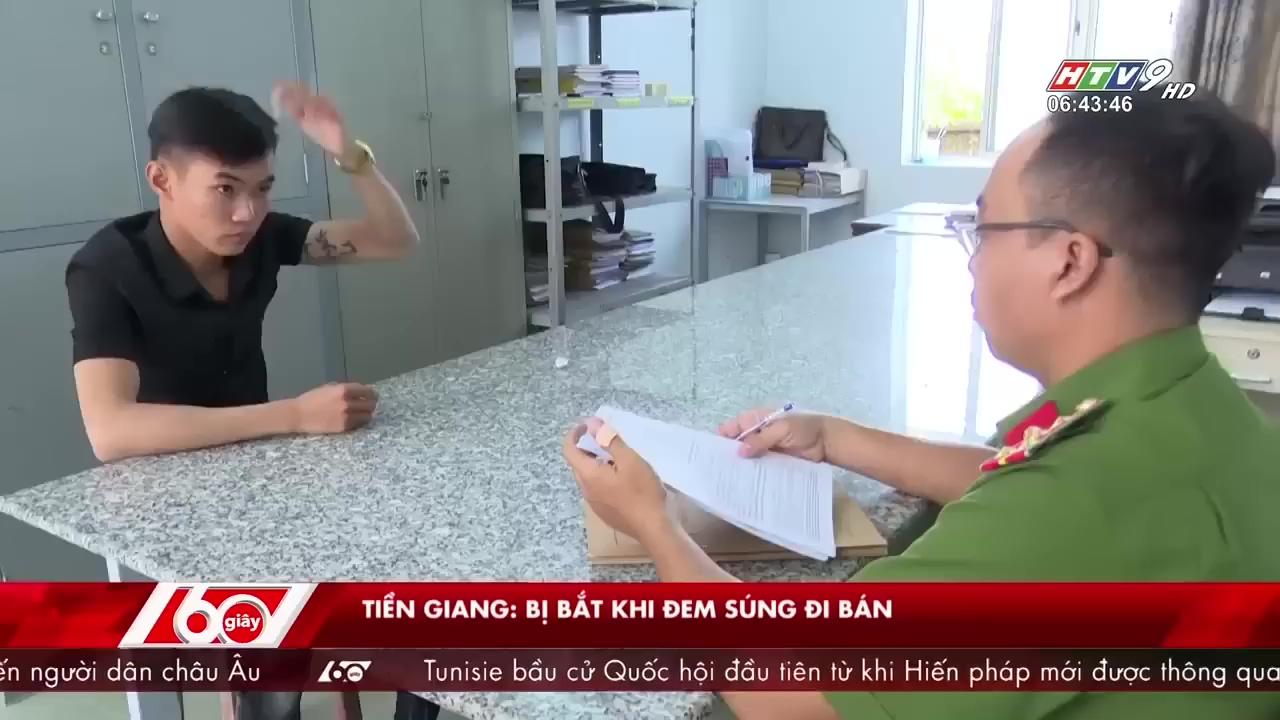 HTV9 HD
06:43:46
60 giây
TIỀN GIANG: BỊ BẮT KHI ĐEM SÚNG ĐI BÁN
ến người dân châu Âu 60 giây Tunisie bầu cử Quốc hội đầu tiên từ khi Hiến pháp mới được thông qua